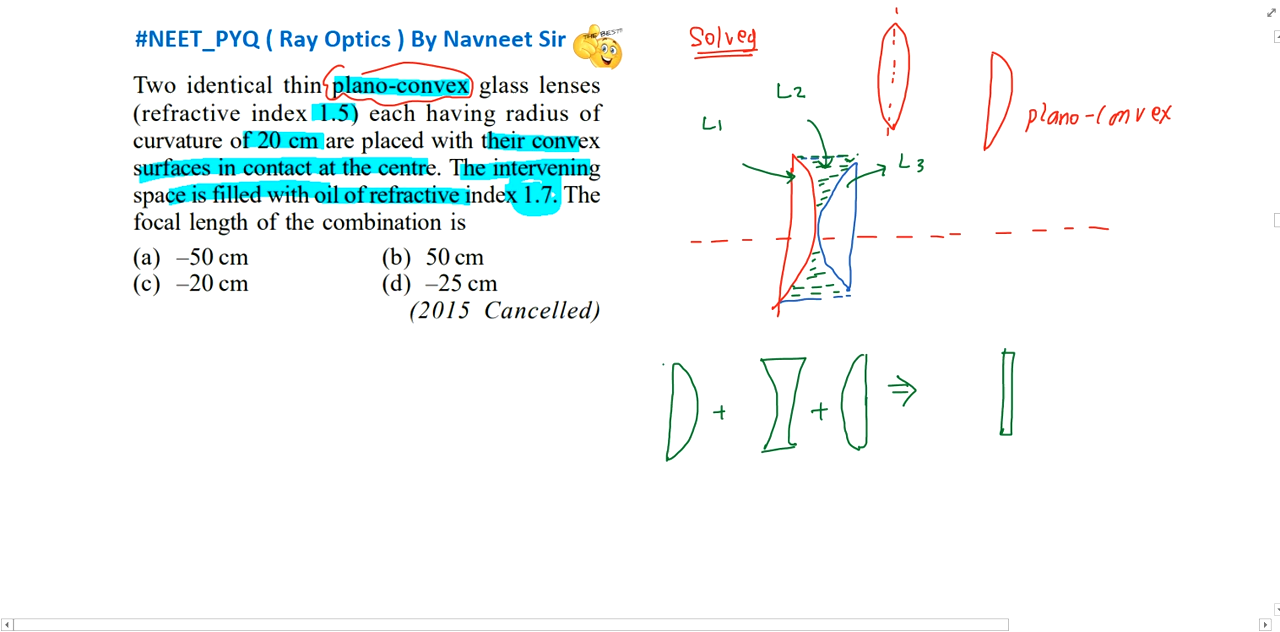 #NEET_PYQ ( Ray Optics ) By Navneet Sir
THE BEST!
Two identical thin plano-convex glass lenses
(refractive index 1.5) each having radius of
curvature of 20 cm are placed with their convex
surfaces in contact at the centre. The intervening
space is filled with oil of refractive index 1.7. The
focal length of the combination is
(a) –50 cm (b) 50 cm
(c) –20 cm (d) –25 cm
(2015 Cancelled)
Solved
plano-convex
L2
L1
L3
+ + ⇒